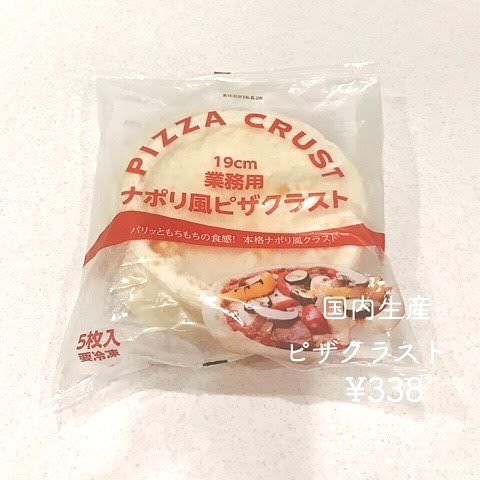 PIZZA CRUST
19cm
業務用
ナポリ風ピザクラスト
パリッともちもちの食感! 本格ナポリ風クラスト
5枚入
要冷凍
国内生産
ピザクラスト
¥338